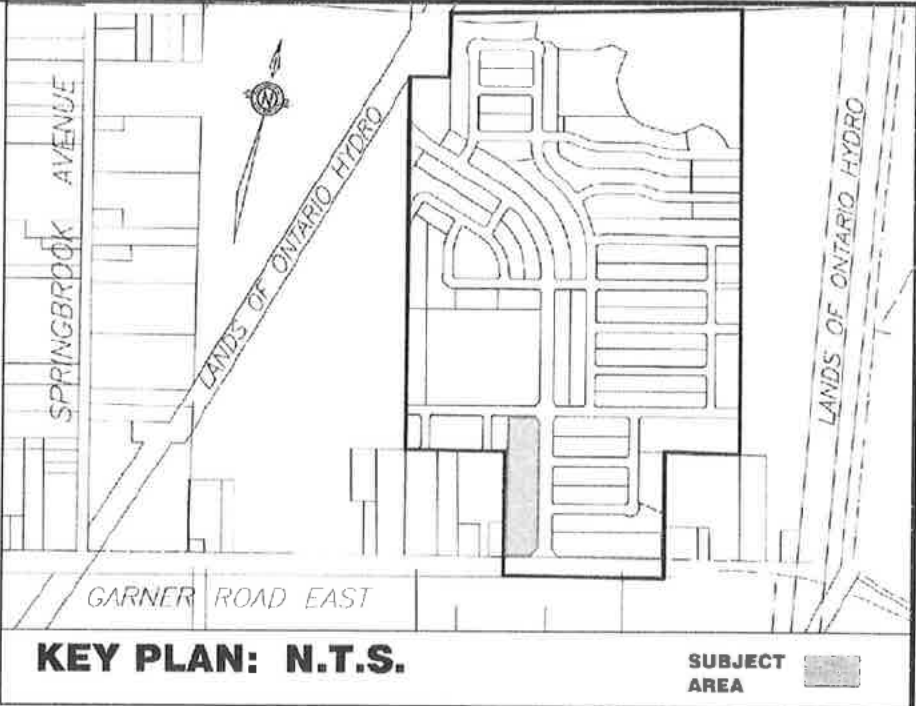 SPRINGBROOK AVENUE
N
LANDS OF ONTARIO HYDRO
LANDS OF ONTARIO HYDRO
GARNER ROAD EAST
KEY PLAN: N.T.S.
SUBJECT
AREA